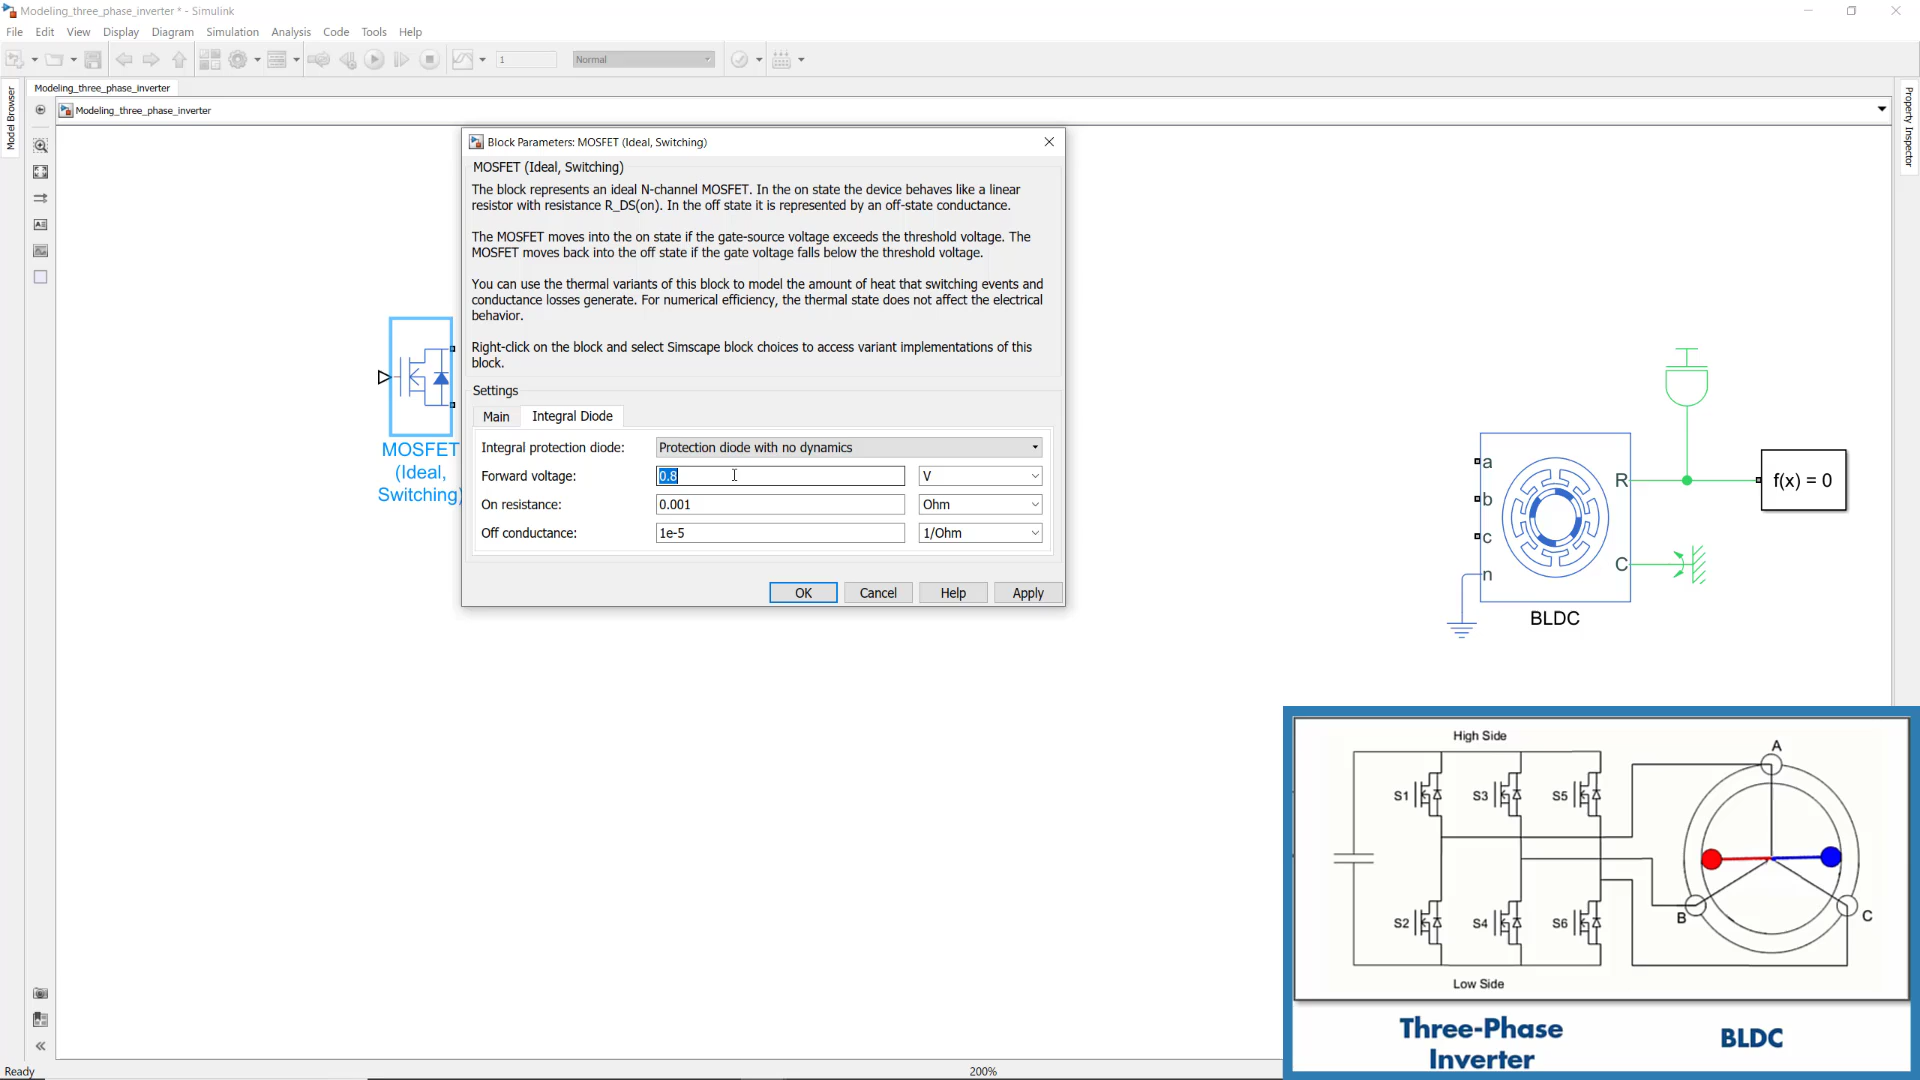 Modeling_three_phase_inverter * - Simulink
File Edit View Display Diagram Simulation Analysis Code Tools Help
1
Normal
Modeling_three_phase_inverter
Modeling_three_phase_inverter
Model Browser
Property Inspector
Block Parameters: MOSFET (Ideal, Switching)
MOSFET (Ideal, Switching)
The block represents an ideal N-channel MOSFET. In the on state the device behaves like a linear
resistor with resistance R_DS(on). In the off state it is represented by an off-state conductance.
The MOSFET moves into the on state if the gate-source voltage exceeds the threshold voltage. The
MOSFET moves back into the off state if the gate voltage falls below the threshold voltage.
You can use the thermal variants of this block to model the amount of heat that switching events and
conductance losses generate. For numerical efficiency, the thermal state does not affect the electrical
behavior.
Right-click on the block and select Simscape block choices to access variant implementations of this
block.
Settings
Main Integral Diode
Integral protection diode: Protection diode with no dynamics
Forward voltage: 0.8 V
On resistance: 0.001 Ohm
Off conductance: 1e-5 1/Ohm
OK Cancel Help Apply
MOSFET
(Ideal,
Switching)
a
b
c
n
R
C
BLDC
f(x) = 0
High Side
S1 S3 S5
S2 S4 S6
Low Side
A
B
C
Three-Phase
Inverter
BLDC
Ready
200%